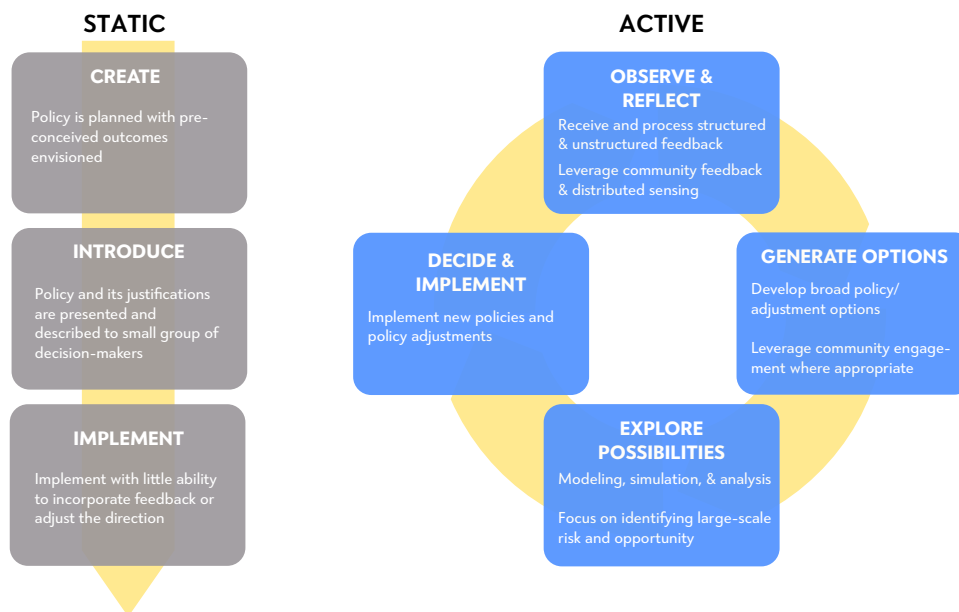 STATIC
CREATE
Policy is planned with pre-
conceived outcomes
envisioned
INTRODUCE
Policy and its justifications
are presented and
described to small group of
decision-makers
IMPLEMENT
Implement with little ability
to incorporate feedback or
adjust the direction
ACTIVE
OBSERVE &
REFLECT
Receive and process structured
& unstructured feedback
Leverage community feedback
& distributed sensing
GENERATE OPTIONS
Develop broad policy/
adjustment options
Leverage community engage-
ment where appropriate
EXPLORE
POSSIBILITIES
Modeling, simulation, & analysis
Focus on identifying large-scale
risk and opportunity
DECIDE &
IMPLEMENT
Implement new policies and
policy adjustments